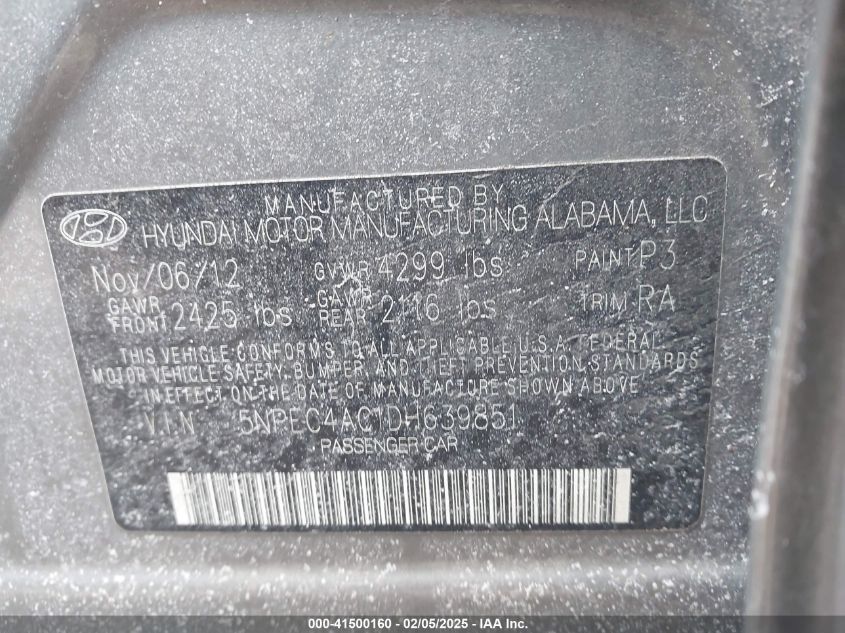 MANUFACTURED BY
HYUNDAI MOTOR MANUFACTURING ALABAMA, LLC
Nov/06/12 GVWR 4299 lbs PAINT P3
GAWR FRONT 2425 lbs GAWR REAR 2116 lbs TRIM RA
THIS VEHICLE CONFORMS TO ALL APPLICABLE U.S.A. FEDERAL
MOTOR VEHICLE SAFETY, BUMPER, AND THEFT PREVENTION STANDARDS
IN EFFECT ON THE DATE OF MANUFACTURE SHOWN ABOVE.
V.I.N 5NPEC4AC1DH639851
PASSENGER CAR
000-41500160 - 02/05/2025 - IAA Inc.